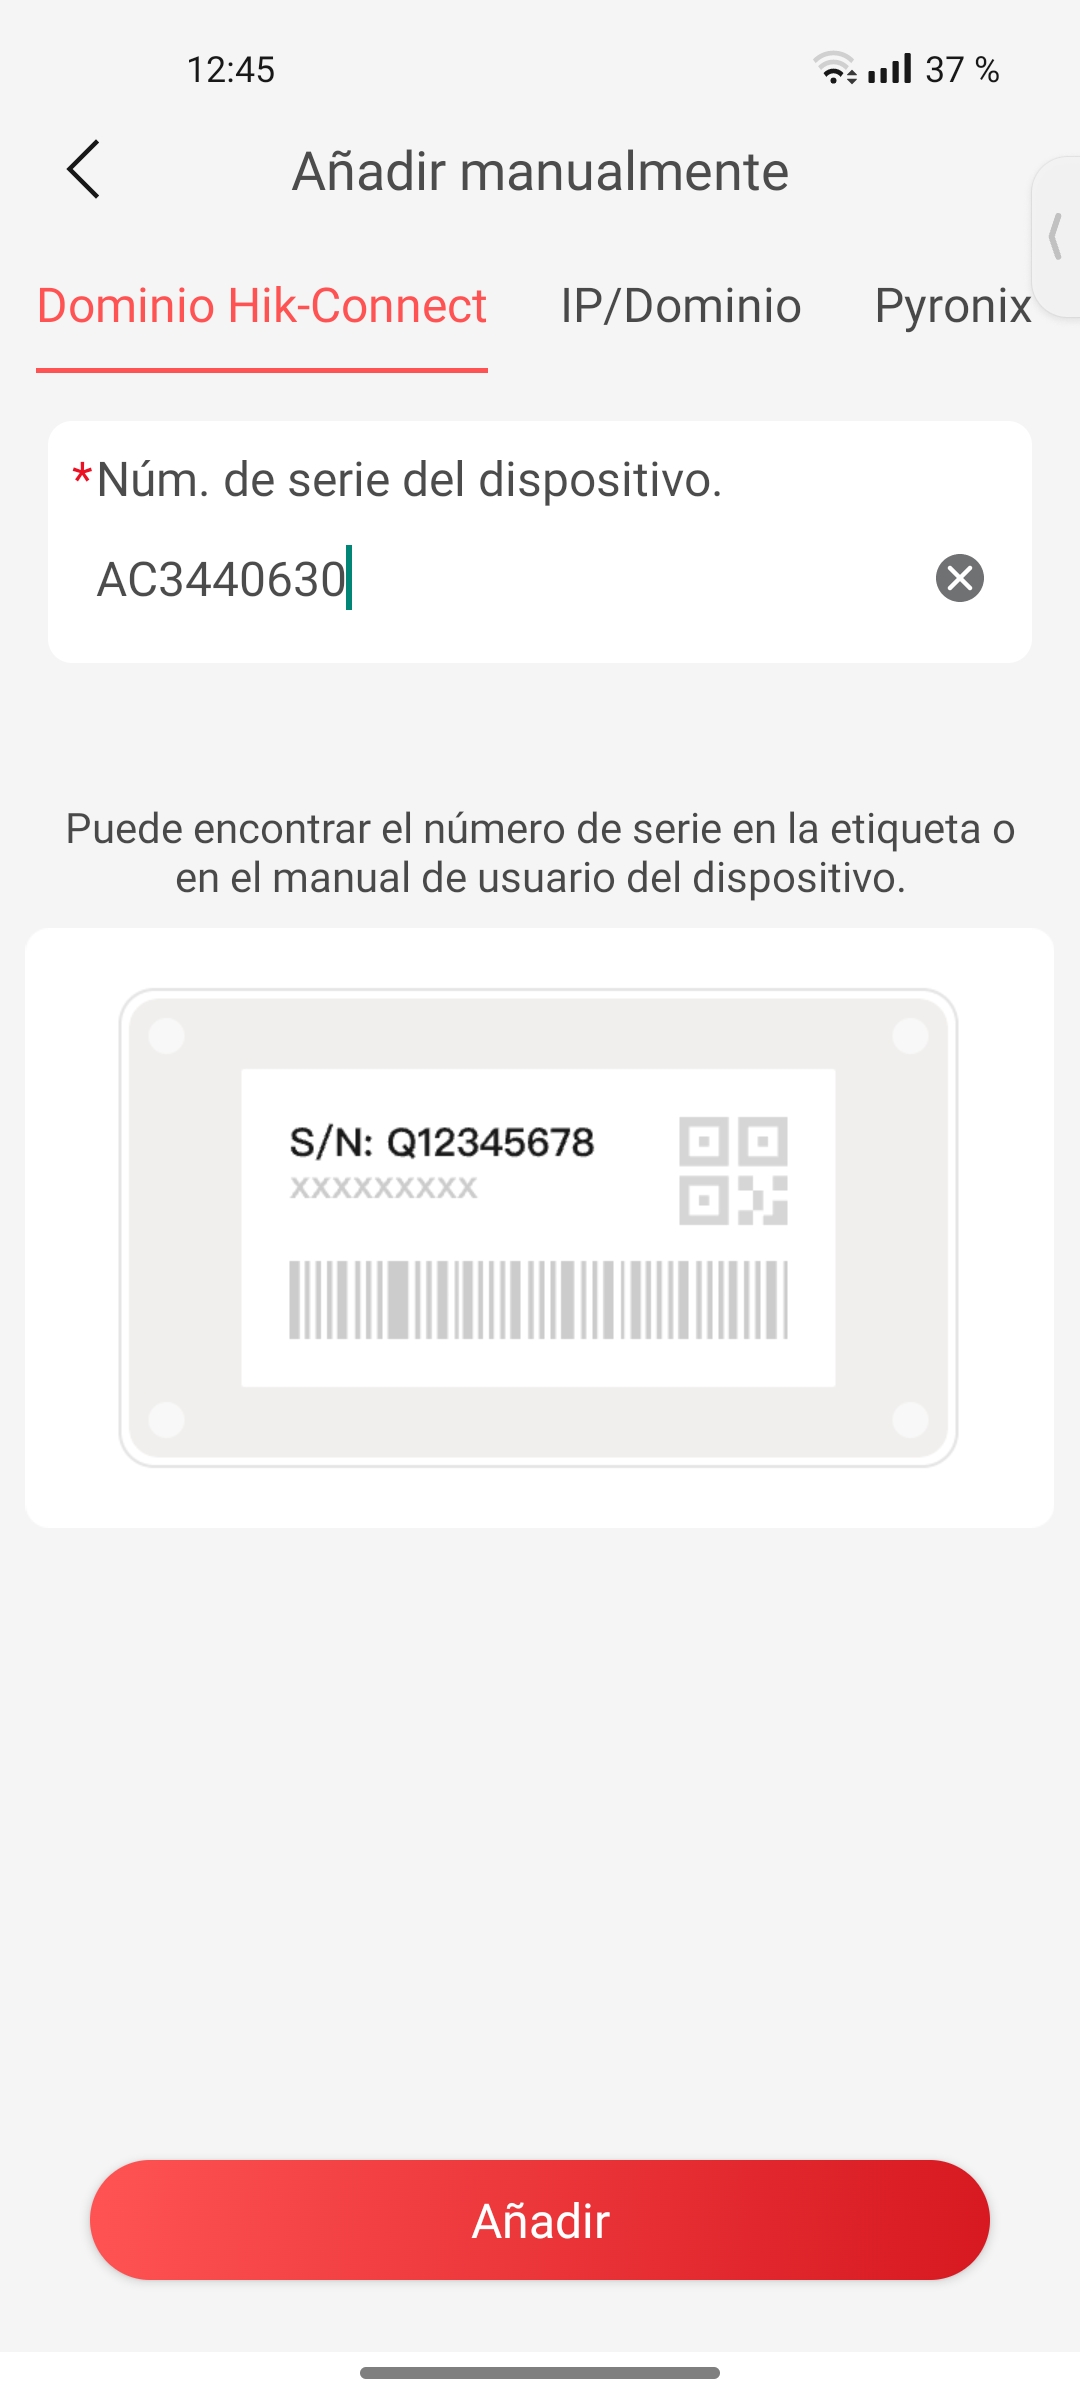 12:45
37 %
Añadir manualmente
Dominio Hik-Connect
IP/Dominio
Pyronix
*Núm. de serie del dispositivo.
AC3440630
Puede encontrar el número de serie en la etiqueta o
en el manual de usuario del dispositivo.
S/N: Q12345678
XXXXXXXXX
Añadir